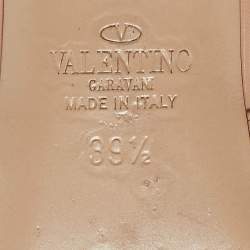 V
VALENTINO
GARAVANI
MADE IN ITALY
39½